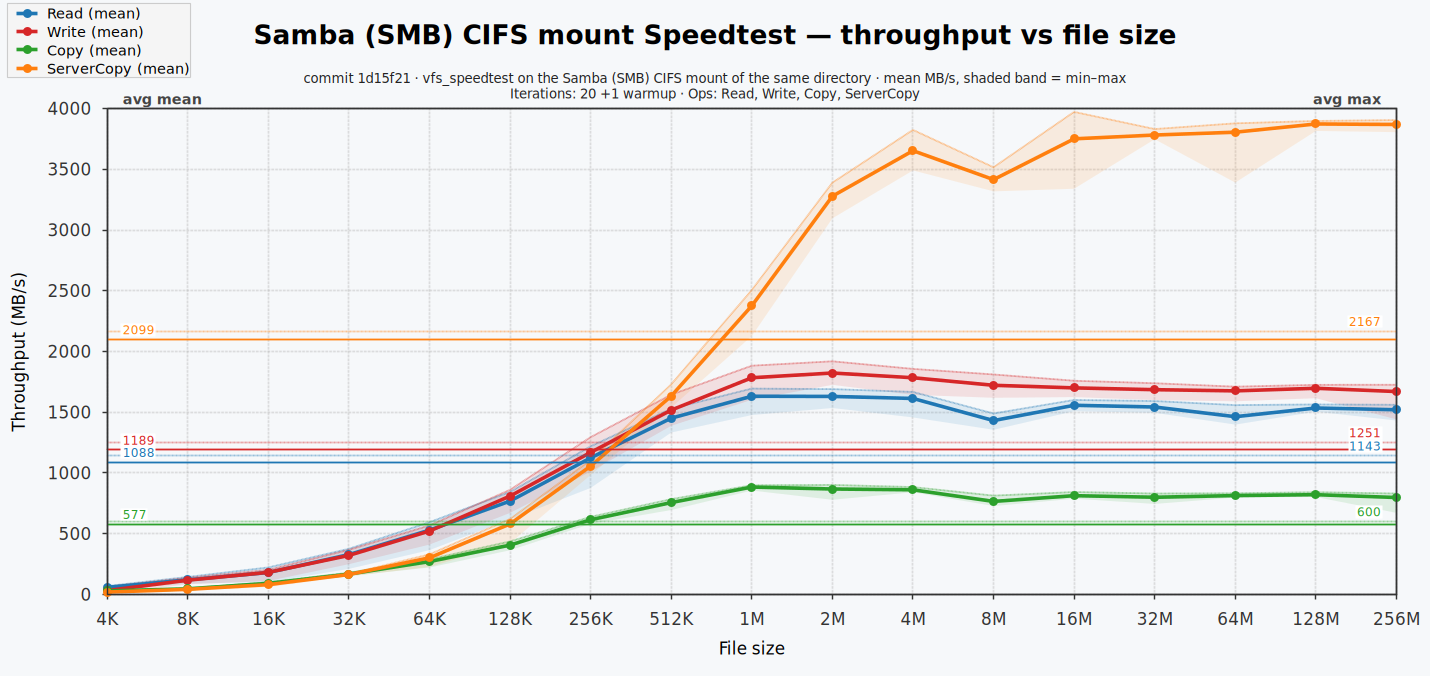 Read (mean)
Write (mean)
Copy (mean)
ServerCopy (mean)
Samba (SMB) CIFS mount Speedtest — throughput vs file size
commit 1d15f21 · vfs_speedtest on the Samba (SMB) CIFS mount of the same directory · mean MB/s, shaded band = min–max
Iterations: 20 +1 warmup · Ops: Read, Write, Copy, ServerCopy
avg mean
avg max
4000
3500
3000
2500
2000
1500
1000
500
0
Throughput (MB/s)
2099
2167
1189
1251
1088
1143
577
600
4K 8K 16K 32K 64K 128K 256K 512K 1M 2M 4M 8M 16M 32M 64M 128M 256M
File size